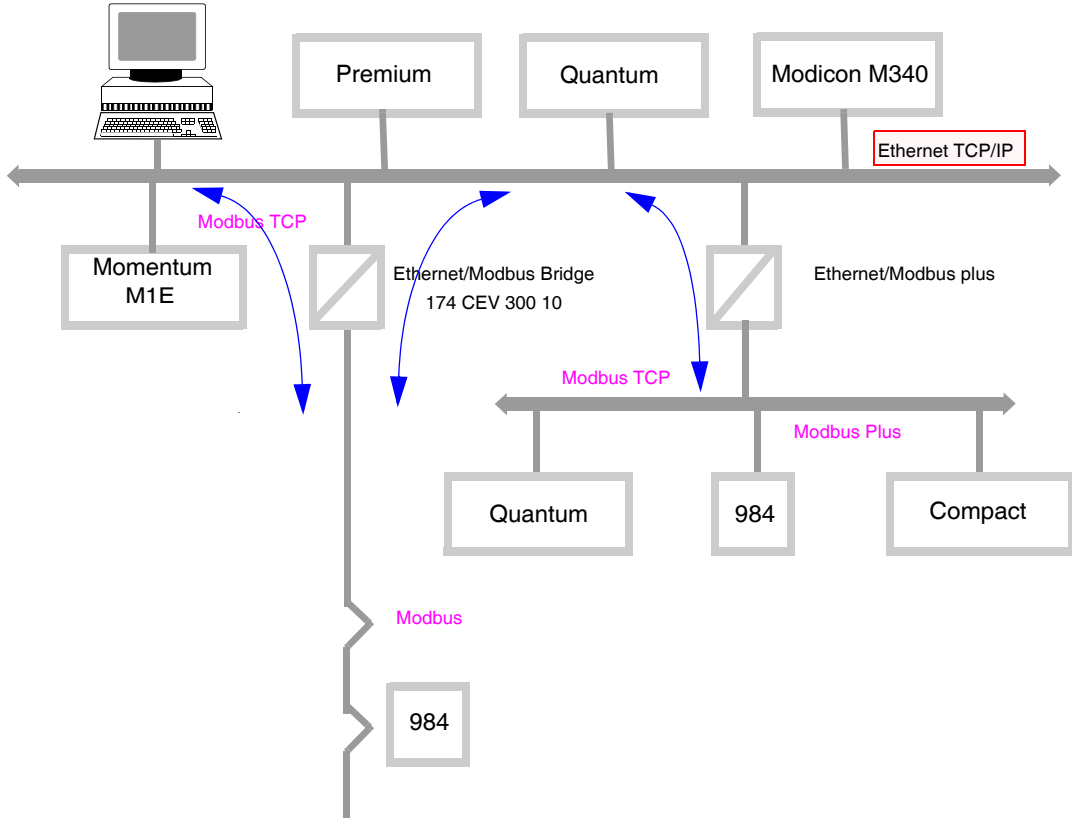 Premium
Quantum
Modicon M340
Ethernet TCP/IP
Modbus TCP
Momentum
M1E
Ethernet/Modbus Bridge
174 CEV 300 10
Ethernet/Modbus plus
Modbus TCP
Modbus Plus
Quantum
984
Compact
Modbus
984